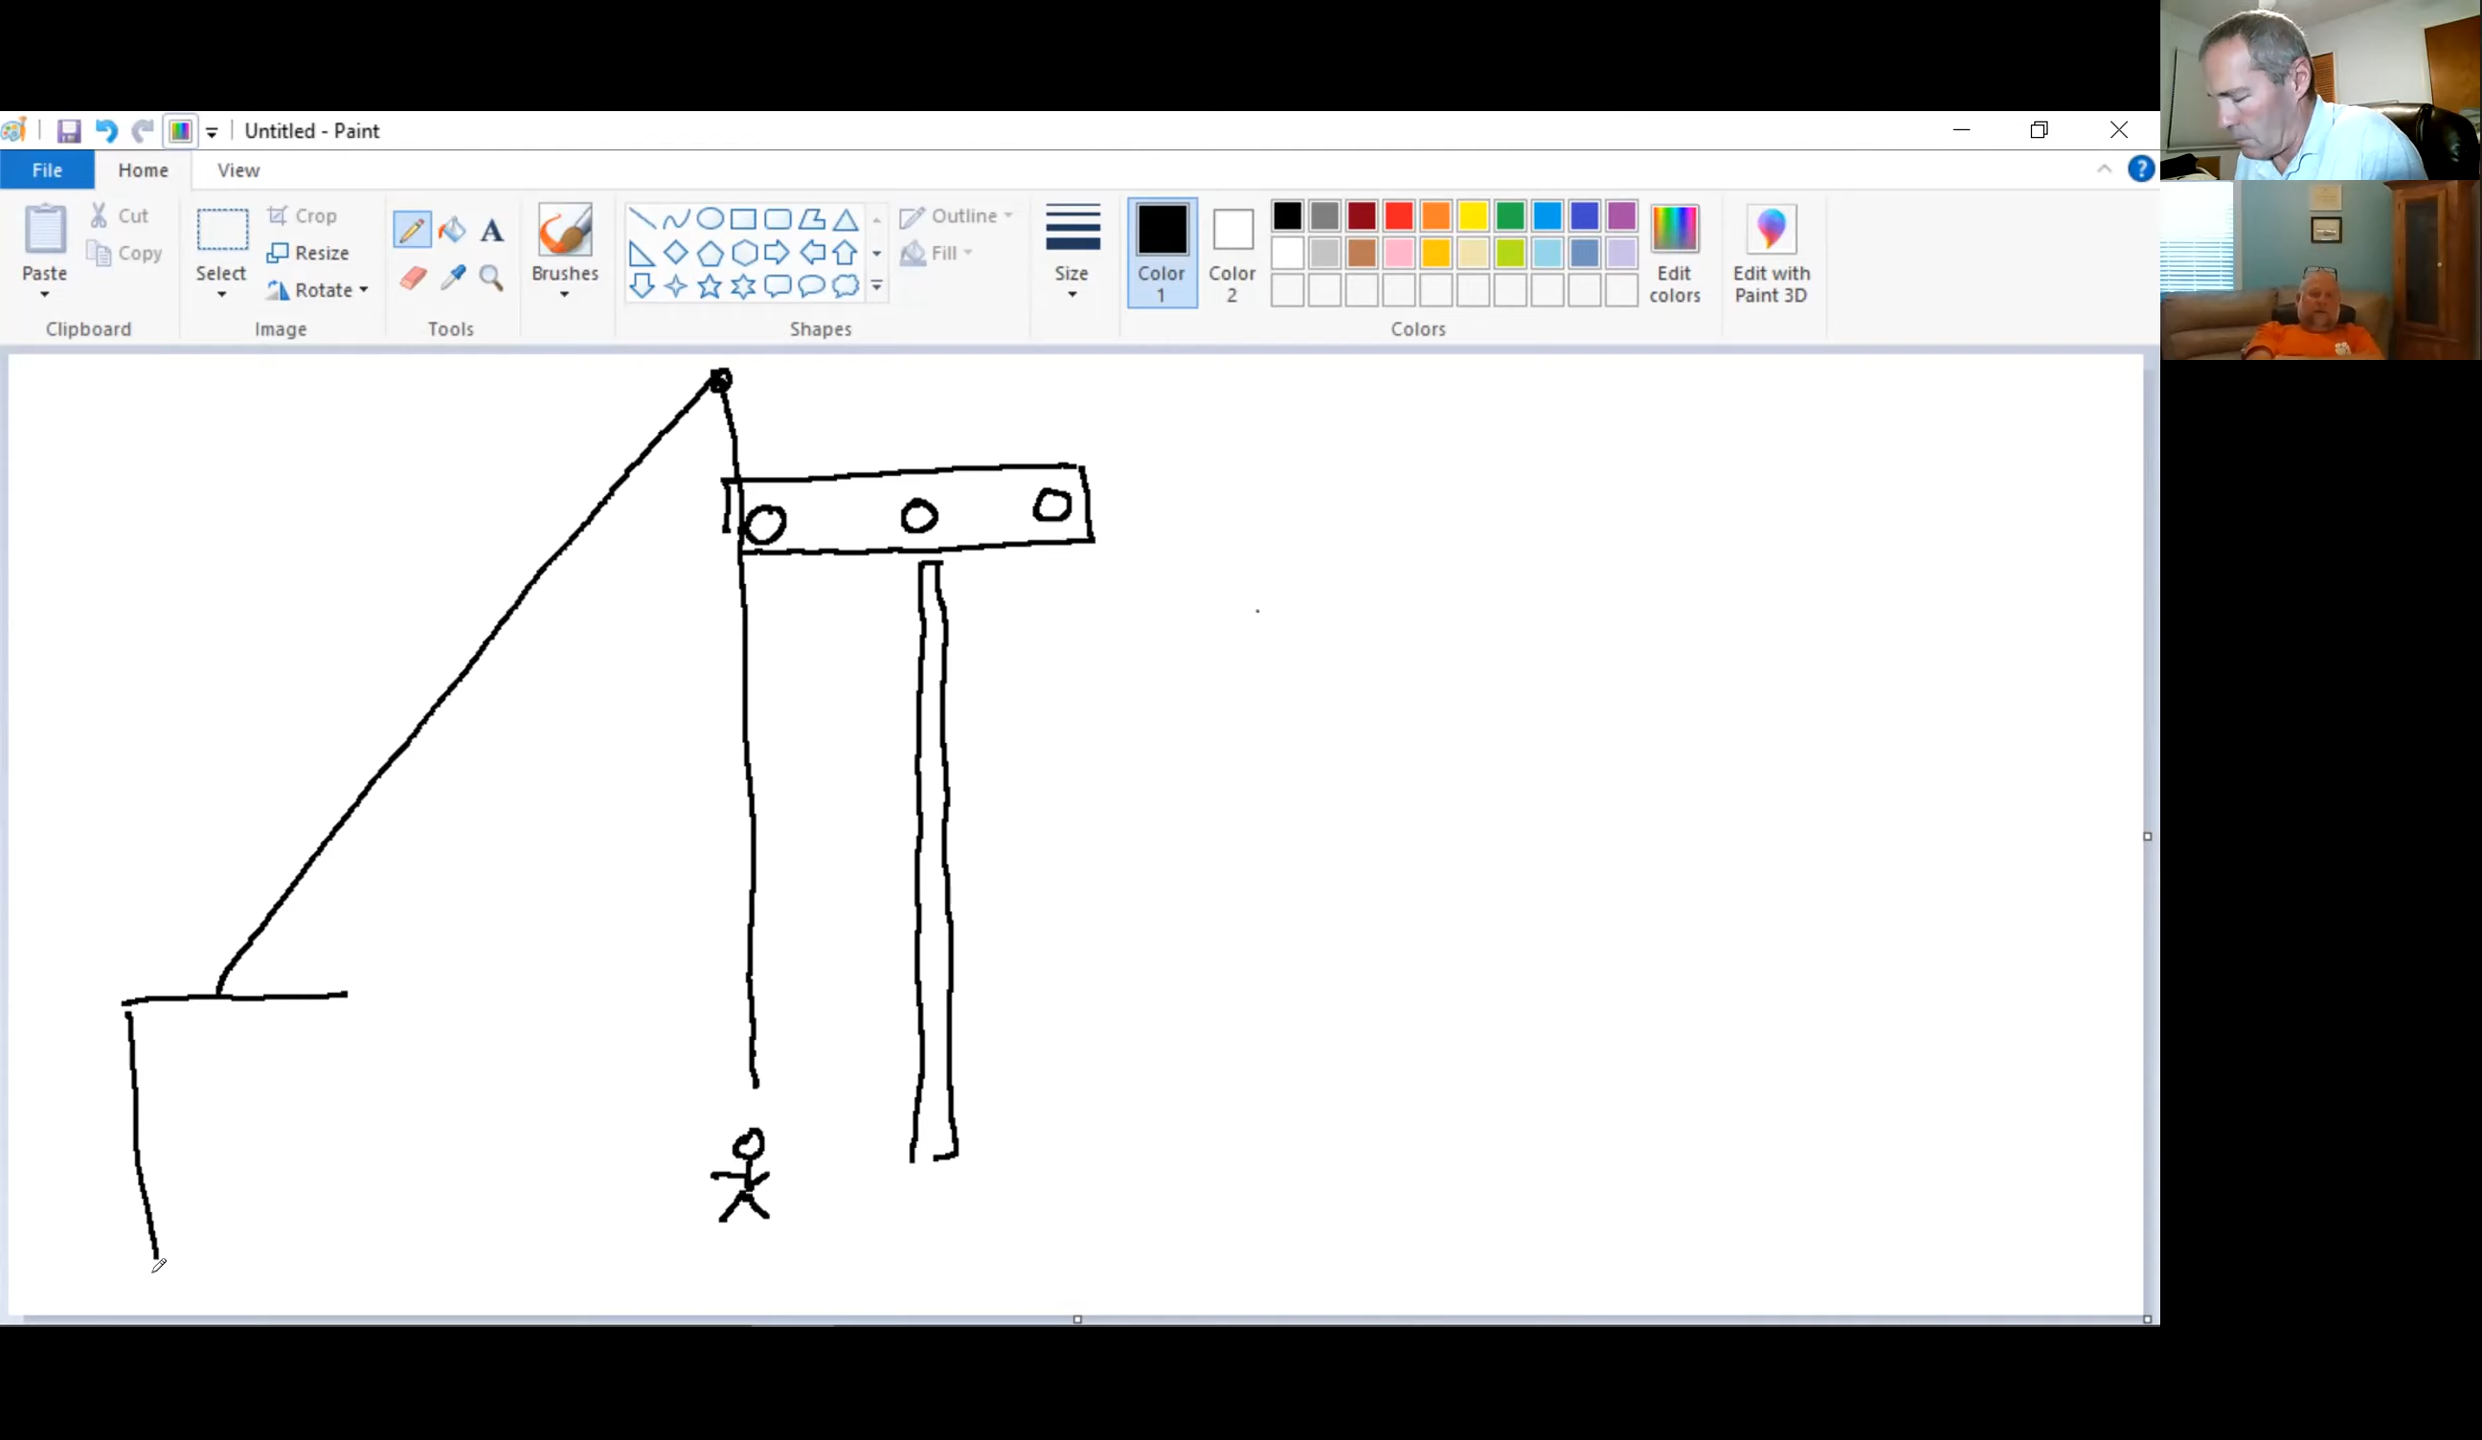 Untitled - Paint
File Home View
Paste
Cut
Copy
Clipboard
Select
Crop
Resize
Rotate
Image
A
Tools
Brushes
Shapes
Outline
Fill
Size
Color 1
Color 2
Edit colors
Colors
Edit with Paint 3D
?